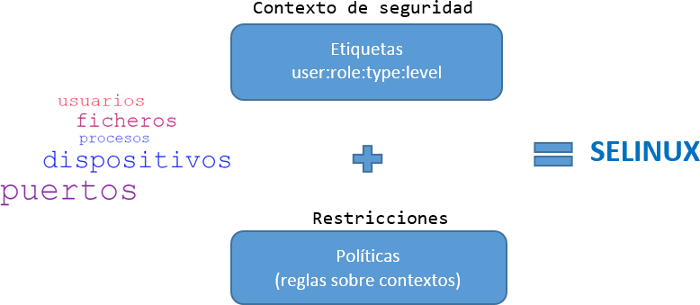 Contexto de seguridad
Etiquetas
user:role:type:level
usuarios
ficheros
procesos
dispositivos
puertos
+
=
SELINUX
Restricciones
Políticas
(reglas sobre contextos)